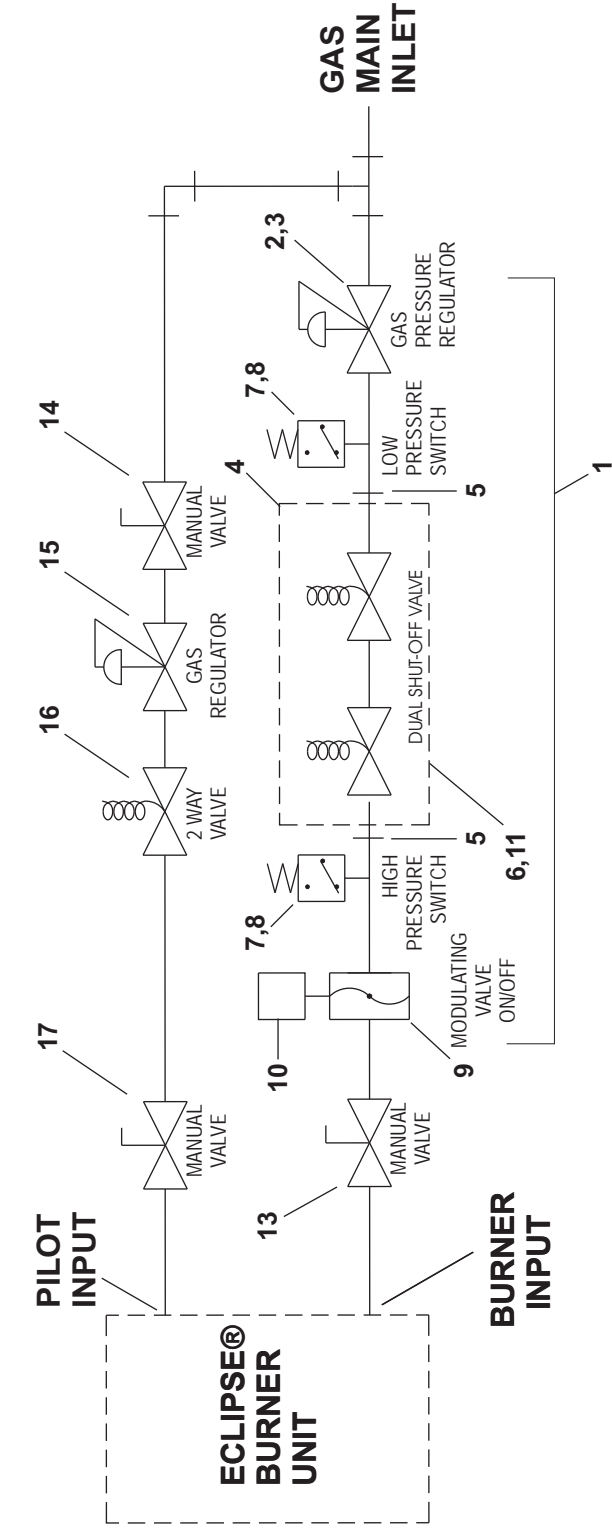 GAS
MAIN
INLET
2,3
GAS
PRESSURE
REGULATOR
7,8
LOW
PRESSURE
SWITCH
14
MANUAL
VALVE
4
5
1
15
GAS
REGULATOR
DUAL SHUT-OFF VALVE
16
2 WAY
VALVE
6,11
5
7,8
HIGH
PRESSURE
SWITCH
10
MODULATING
VALVE
ON/OFF
9
17
MANUAL
VALVE
MANUAL
VALVE
13
PILOT
INPUT
BURNER
INPUT
ECLIPSE®
BURNER
UNIT